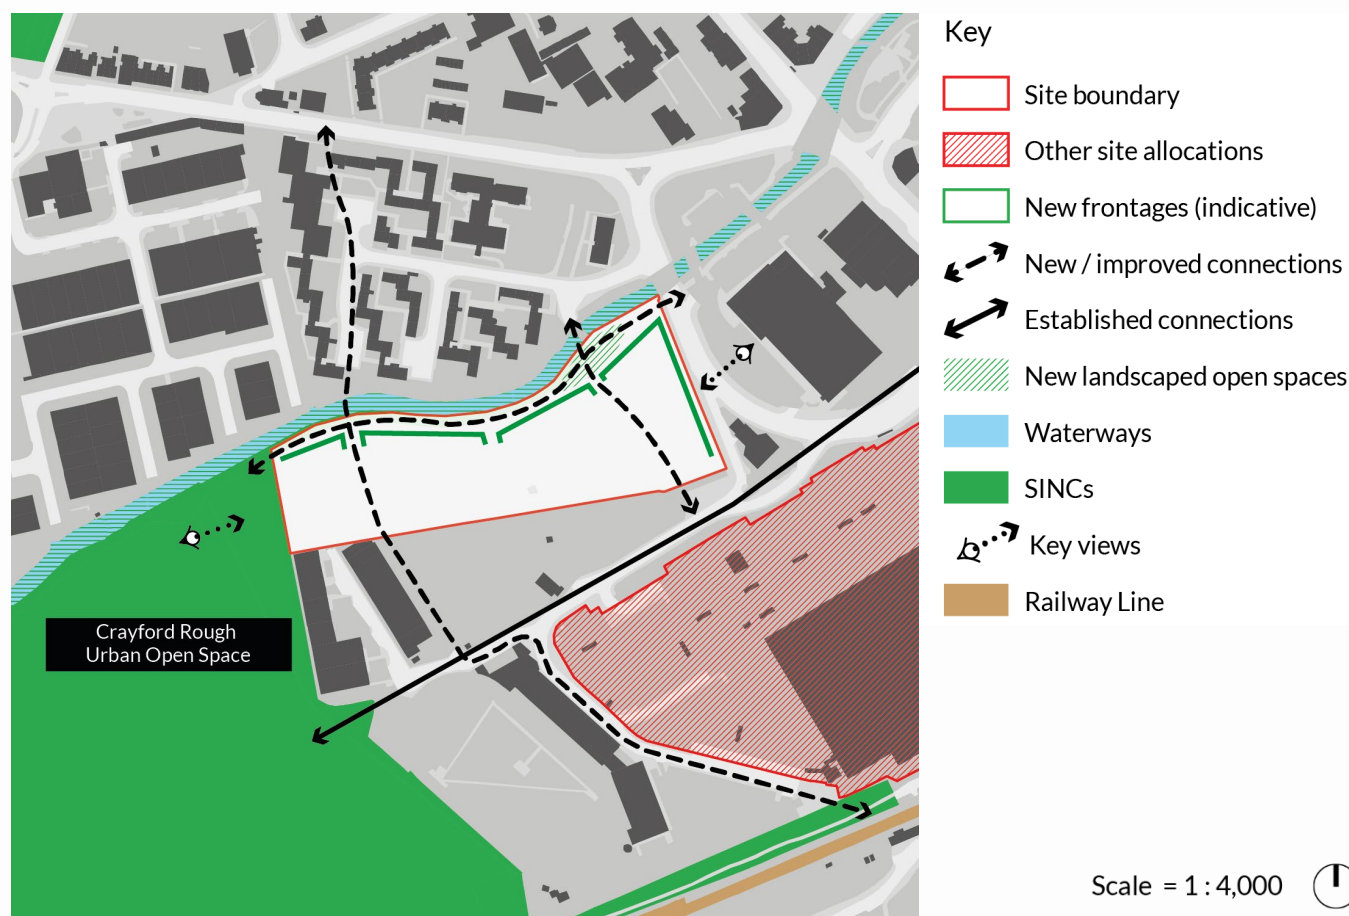 Key
Site boundary
Other site allocations
New frontages (indicative)
New / improved connections
Established connections
New landscaped open spaces
Waterways
SINCs
Key views
Railway Line
Crayford Rough
Urban Open Space
Scale = 1 : 4,000